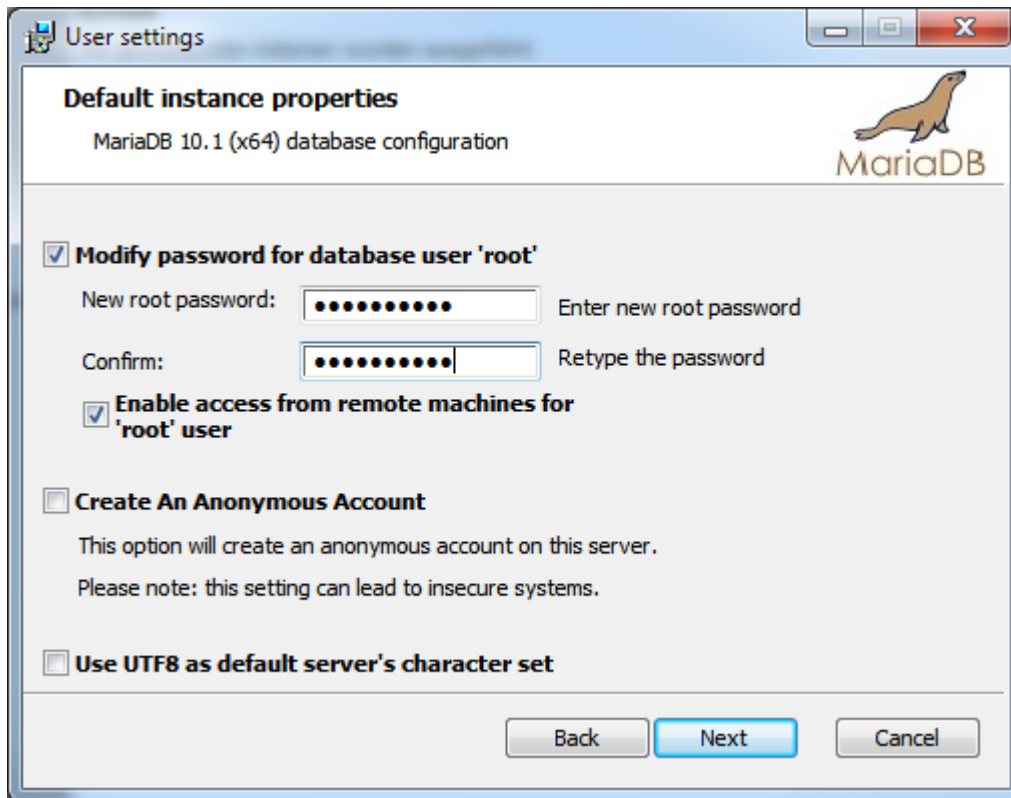 User settings
Default instance properties
MariaDB 10.1 (x64) database configuration
MariaDB
Modify password for database user 'root'
New root password: ●●●●●●●●●● Enter new root password
Confirm: ●●●●●●●●●● Retype the password
Enable access from remote machines for
'root' user
Create An Anonymous Account
This option will create an anonymous account on this server.
Please note: this setting can lead to insecure systems.
Use UTF8 as default server's character set
Back Next Cancel